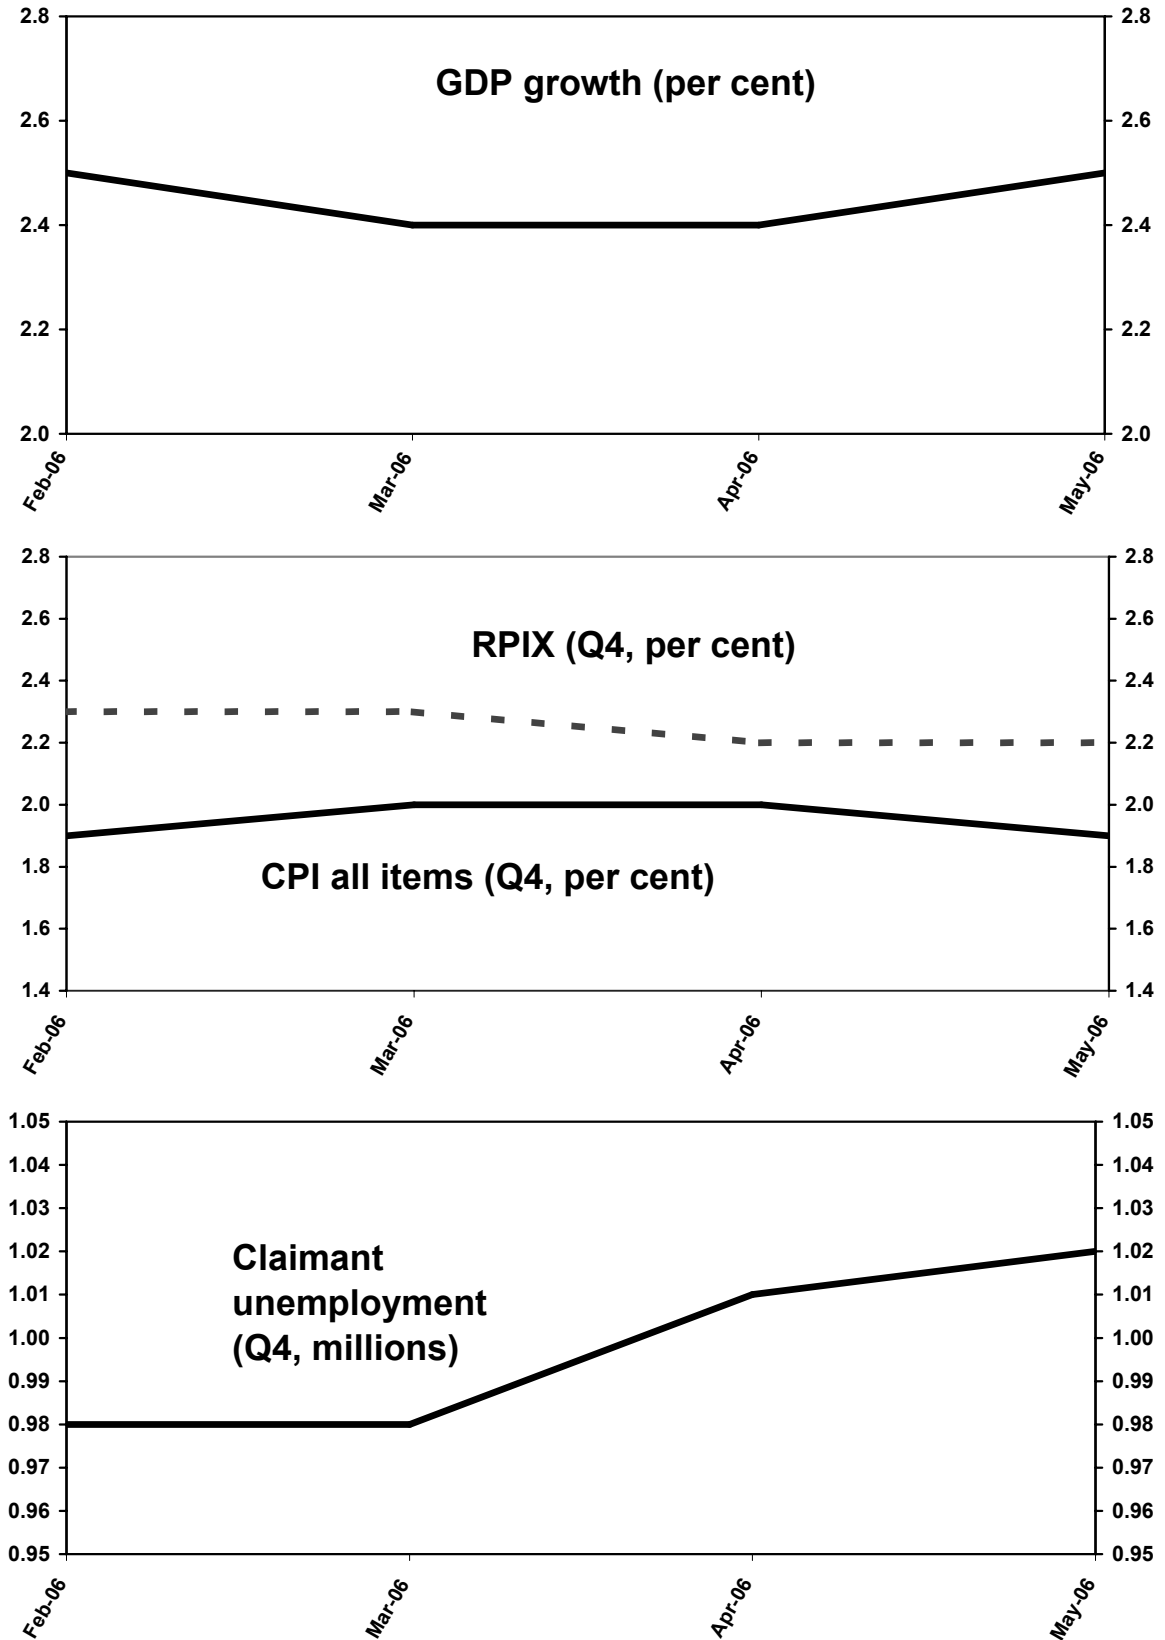 2.8 2.8
GDP growth (per cent)
2.6 2.6
2.4 2.4
2.2 2.2
2.0 2.0
Feb-06 Mar-06 Apr-06 May-06
2.8 2.8
2.6 2.6
RPIX (Q4, per cent)
2.4 2.4
2.2 2.2
2.0 2.0
1.8 1.8
CPI all items (Q4, per cent)
1.6 1.6
1.4 1.4
Feb-06 Mar-06 Apr-06 May-06
1.05 1.05
1.04 1.04
1.03 1.03
1.02 1.02
Claimant
unemployment
(Q4, millions)
1.01 1.01
1.00 1.00
0.99 0.99
0.98 0.98
0.97 0.97
0.96 0.96
0.95 0.95
Feb-06 Mar-06 Apr-06 May-06